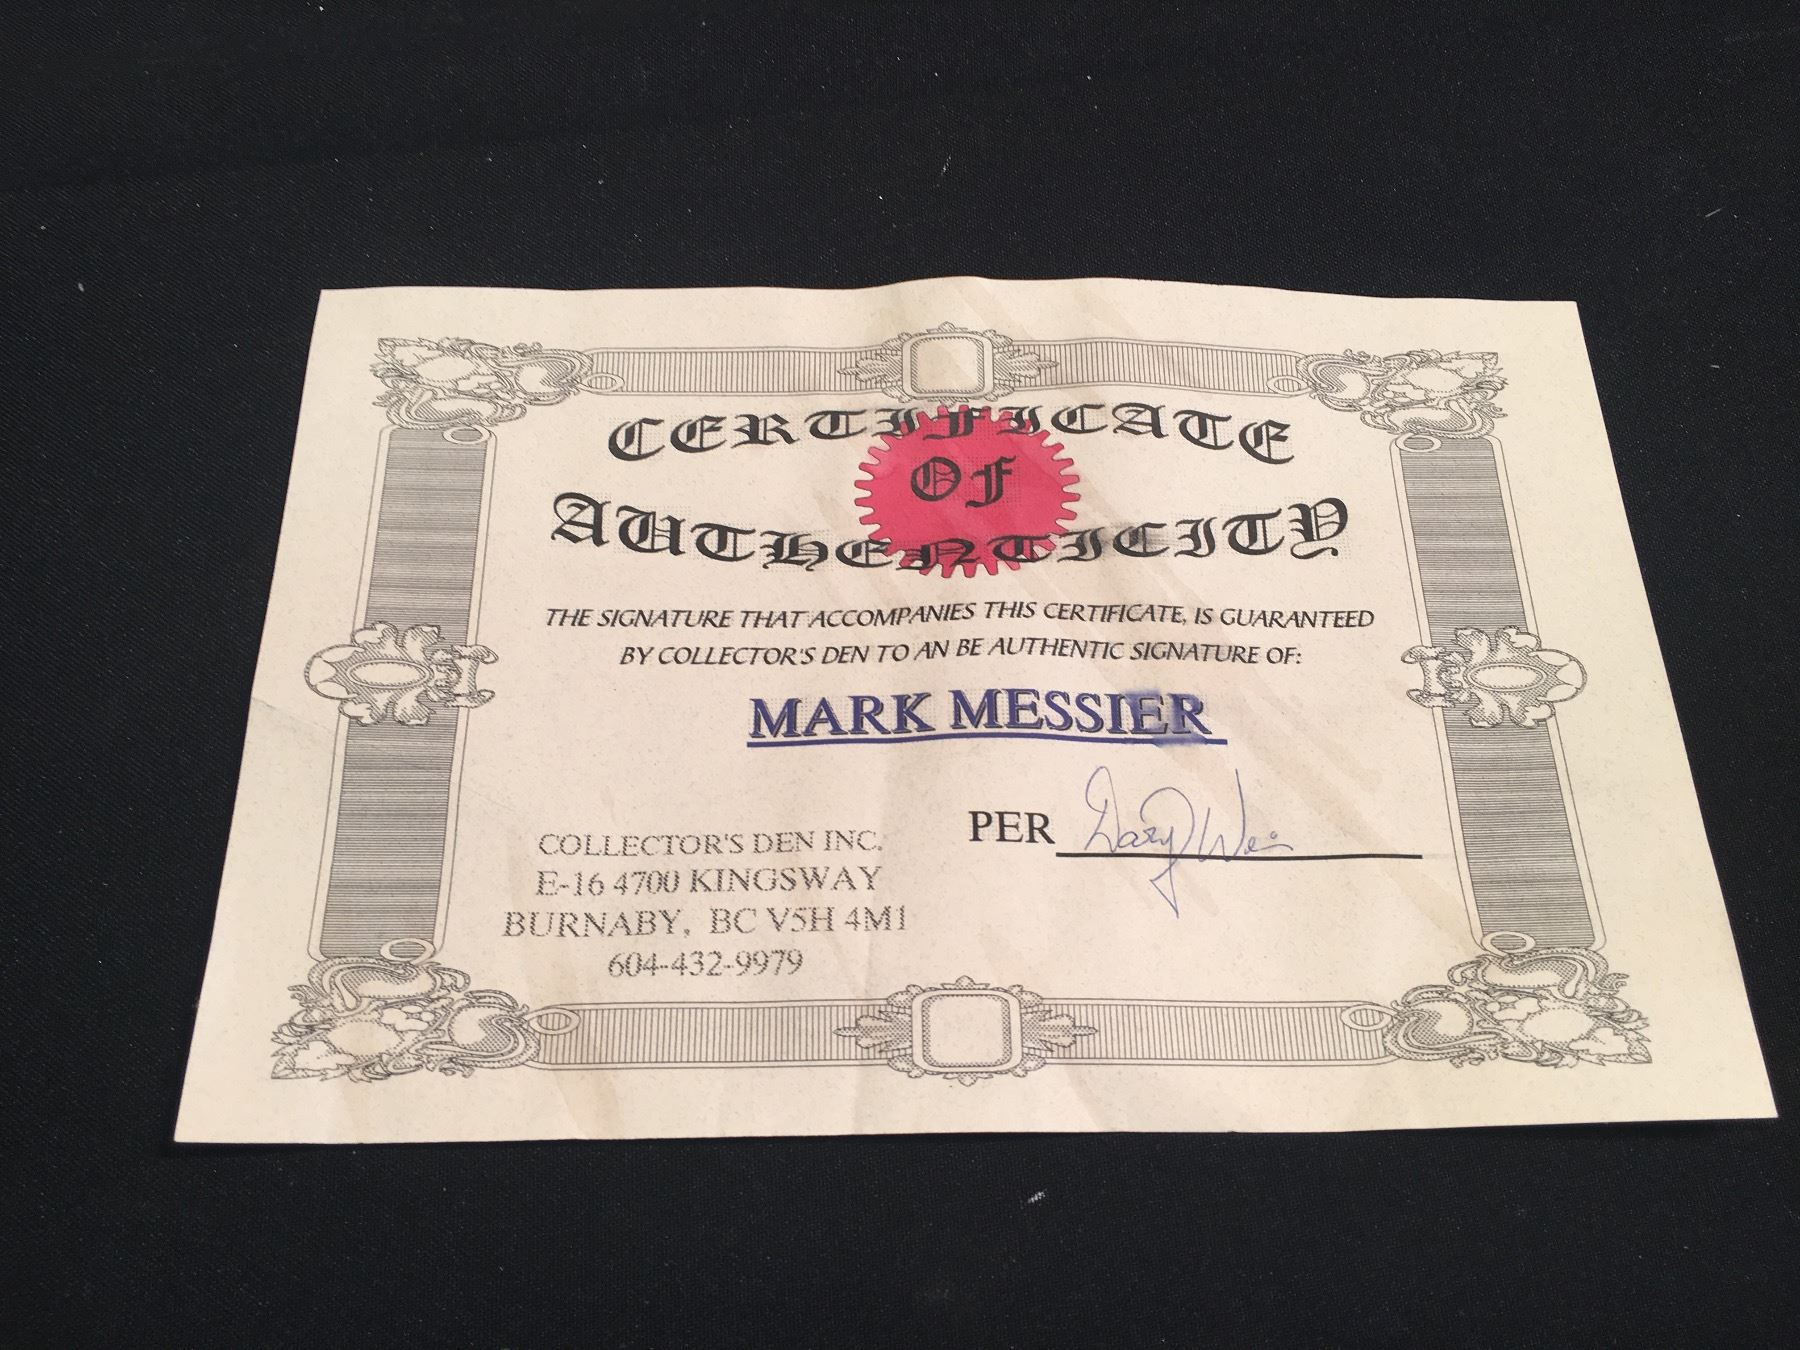 CERTIFICATE
OF
AUTHENTICITY
THE SIGNATURE THAT ACCOMPANIES THIS CERTIFICATE, IS GUARANTEED
BY COLLECTOR'S DEN TO AN BE AUTHENTIC SIGNATURE OF:
MARK MESSIER
PER
COLLECTOR'S DEN INC.
E-16 4700 KINGSWAY
BURNABY, BC V5H 4M1
604-432-9979